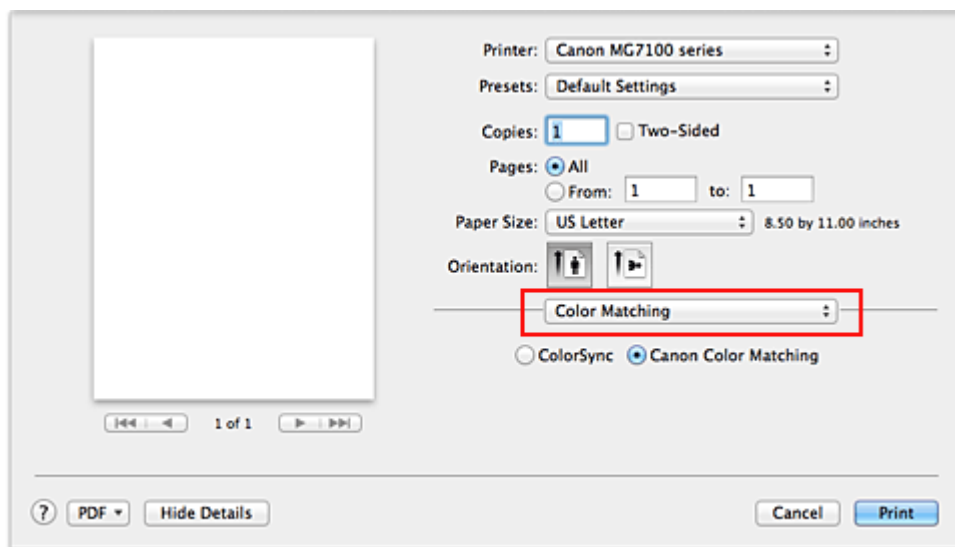 Printer: Canon MG7100 series
Presets: Default Settings
Copies: 1 Two-Sided
Pages: All
From: 1 to: 1
Paper Size: US Letter 8.50 by 11.00 inches
Orientation:
Color Matching
ColorSync Canon Color Matching
1 of 1
? PDF Hide Details Cancel Print